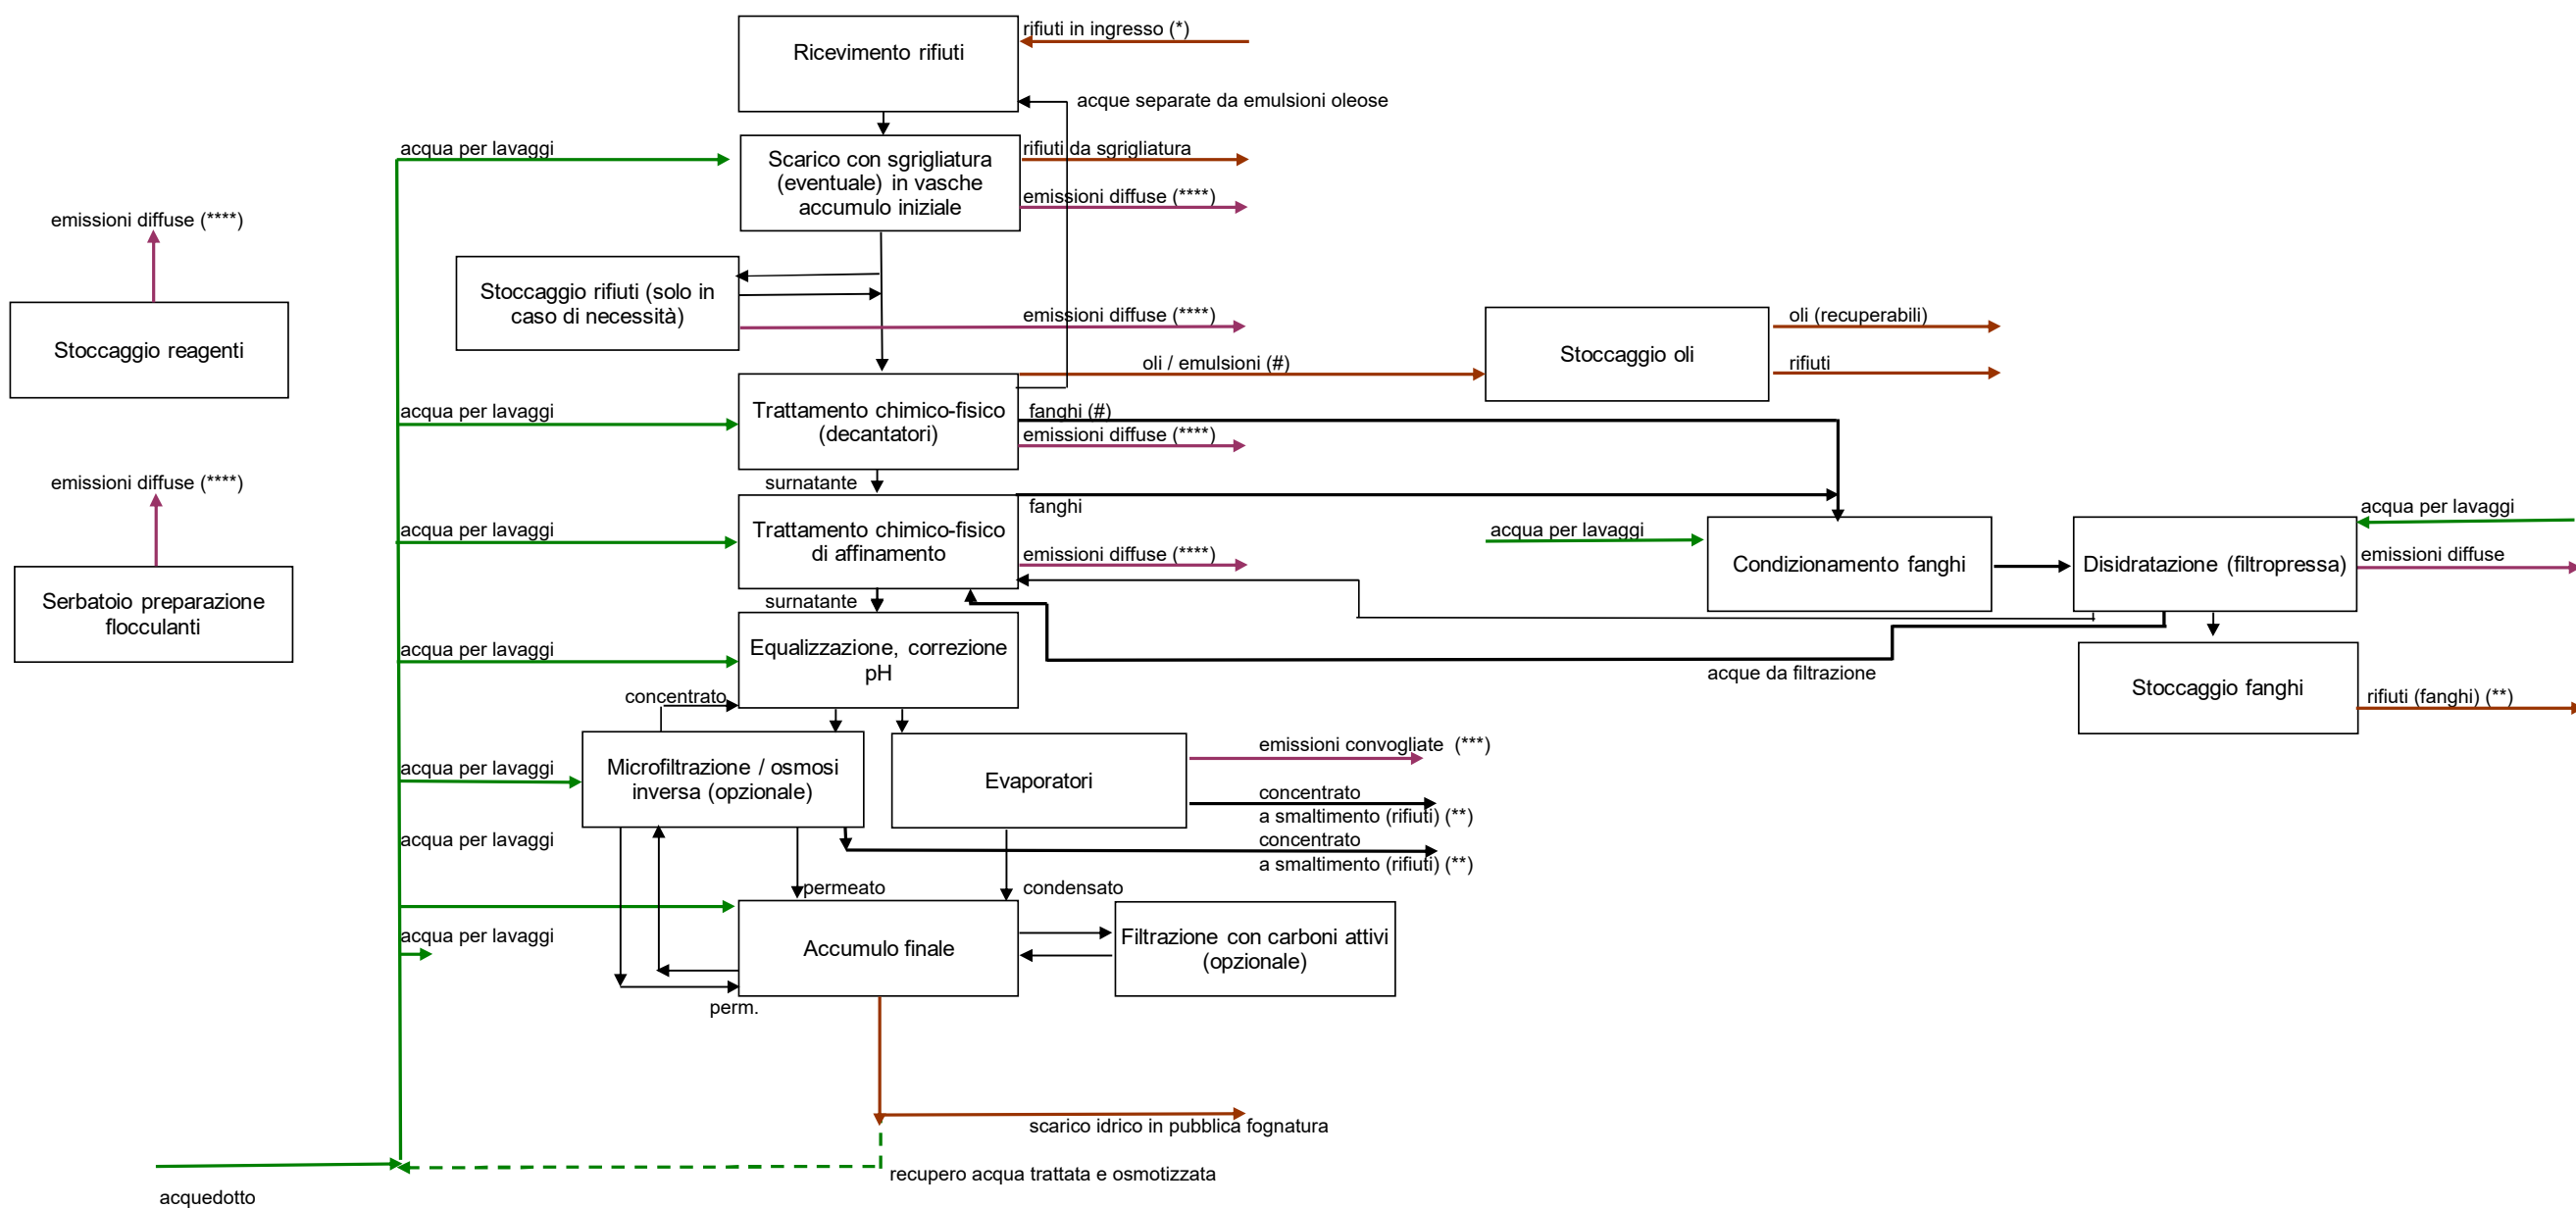 rifiuti in ingresso (*)
Ricevimento rifiuti
acque separate da emulsioni oleose
acqua per lavaggi
Scarico con sgrigliatura
(eventuale) in vasche
accumulo iniziale
rifiuti da sgrigliatura
emissioni diffuse (****)
emissioni diffuse (****)
Stoccaggio reagenti
Stoccaggio rifiuti (solo in
caso di necessità)
emissioni diffuse (****)
oli / emulsioni (#)
Stoccaggio oli
oli (recuperabili)
rifiuti
acqua per lavaggi
Trattamento chimico-fisico
(decantatori)
fanghi (#)
emissioni diffuse (****)
surnatante
emissioni diffuse (****)
Serbatoio preparazione
flocculanti
acqua per lavaggi
Trattamento chimico-fisico
di affinamento
fanghi
emissioni diffuse (****)
surnatante
acqua per lavaggi
Condizionamento fanghi
Disidratazione (filtropressa)
acqua per lavaggi
emissioni diffuse
acqua per lavaggi
Equalizzazione, correzione
pH
acque da filtrazione
Stoccaggio fanghi
rifiuti (fanghi) (**)
concentrato
acqua per lavaggi
Microfiltrazione / osmosi
inversa (opzionale)
Evaporatori
emissioni convogliate (***)
concentrato
a smaltimento (rifiuti) (**)
acqua per lavaggi
concentrato
a smaltimento (rifiuti) (**)
permeato
condensato
acqua per lavaggi
Accumulo finale
Filtrazione con carboni attivi
(opzionale)
perm.
scarico idrico in pubblica fognatura
recupero acqua trattata e osmotizzata
acquedotto